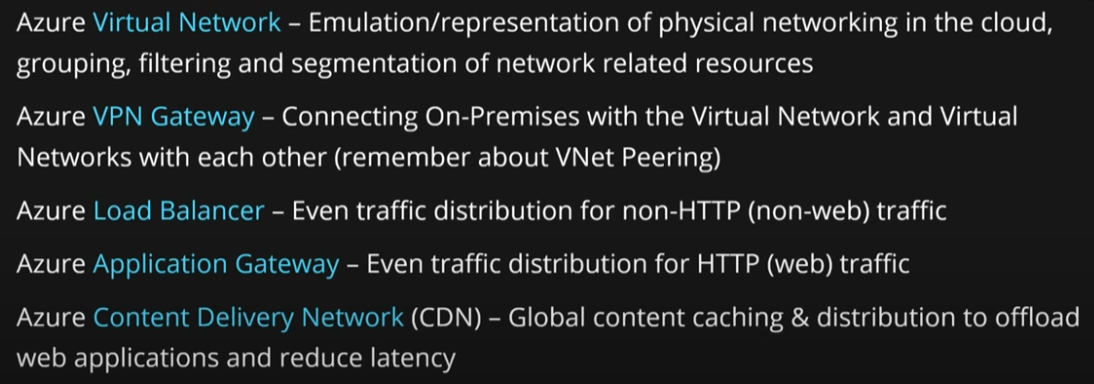 Azure Virtual Network – Emulation/representation of physical networking in the cloud,
grouping, filtering and segmentation of network related resources
Azure VPN Gateway – Connecting On-Premises with the Virtual Network and Virtual
Networks with each other (remember about VNet Peering)
Azure Load Balancer – Even traffic distribution for non-HTTP (non-web) traffic
Azure Application Gateway – Even traffic distribution for HTTP (web) traffic
Azure Content Delivery Network (CDN) – Global content caching & distribution to offload
web applications and reduce latency